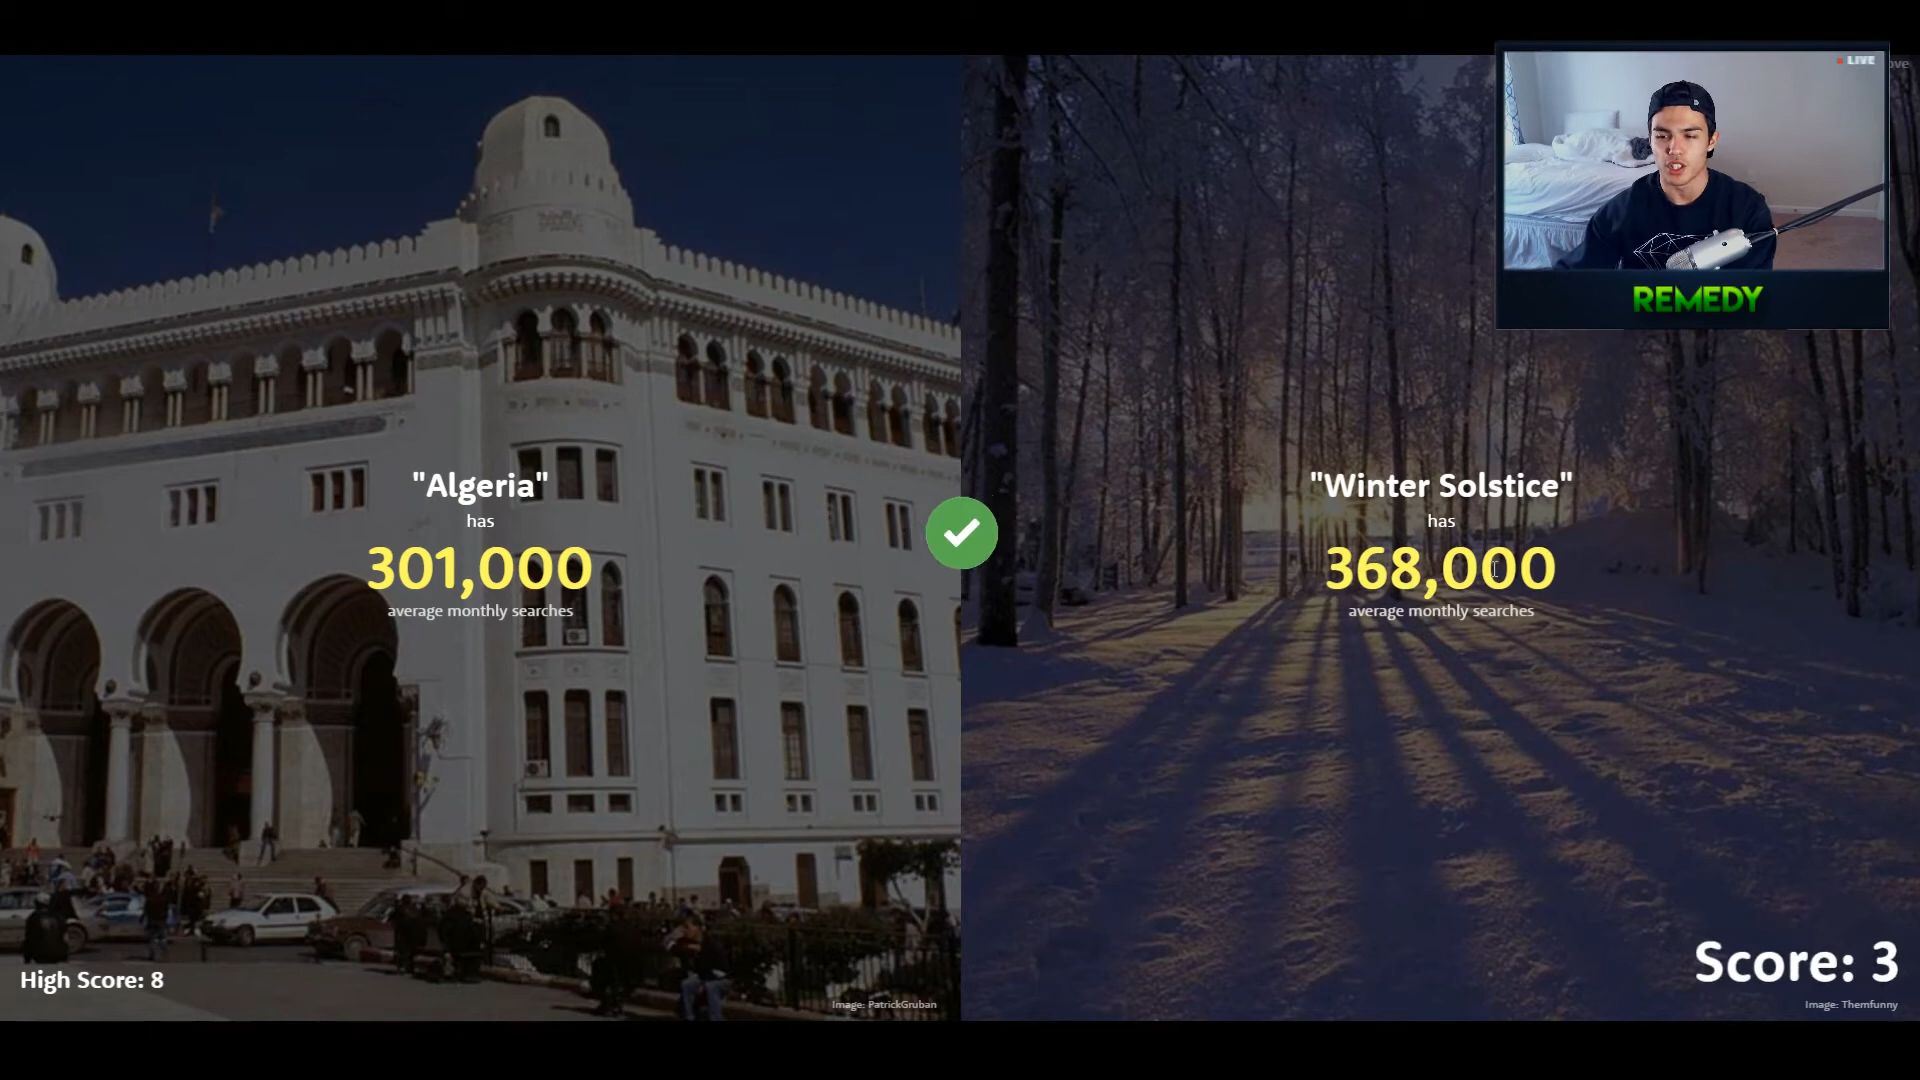 LIVE
REMEDY
"Algeria"
has
301,000
average monthly searches
"Winter Solstice"
has
368,000
average monthly searches
High Score: 8
Image: PatrickGruban
Score: 3
Image: Themfunny